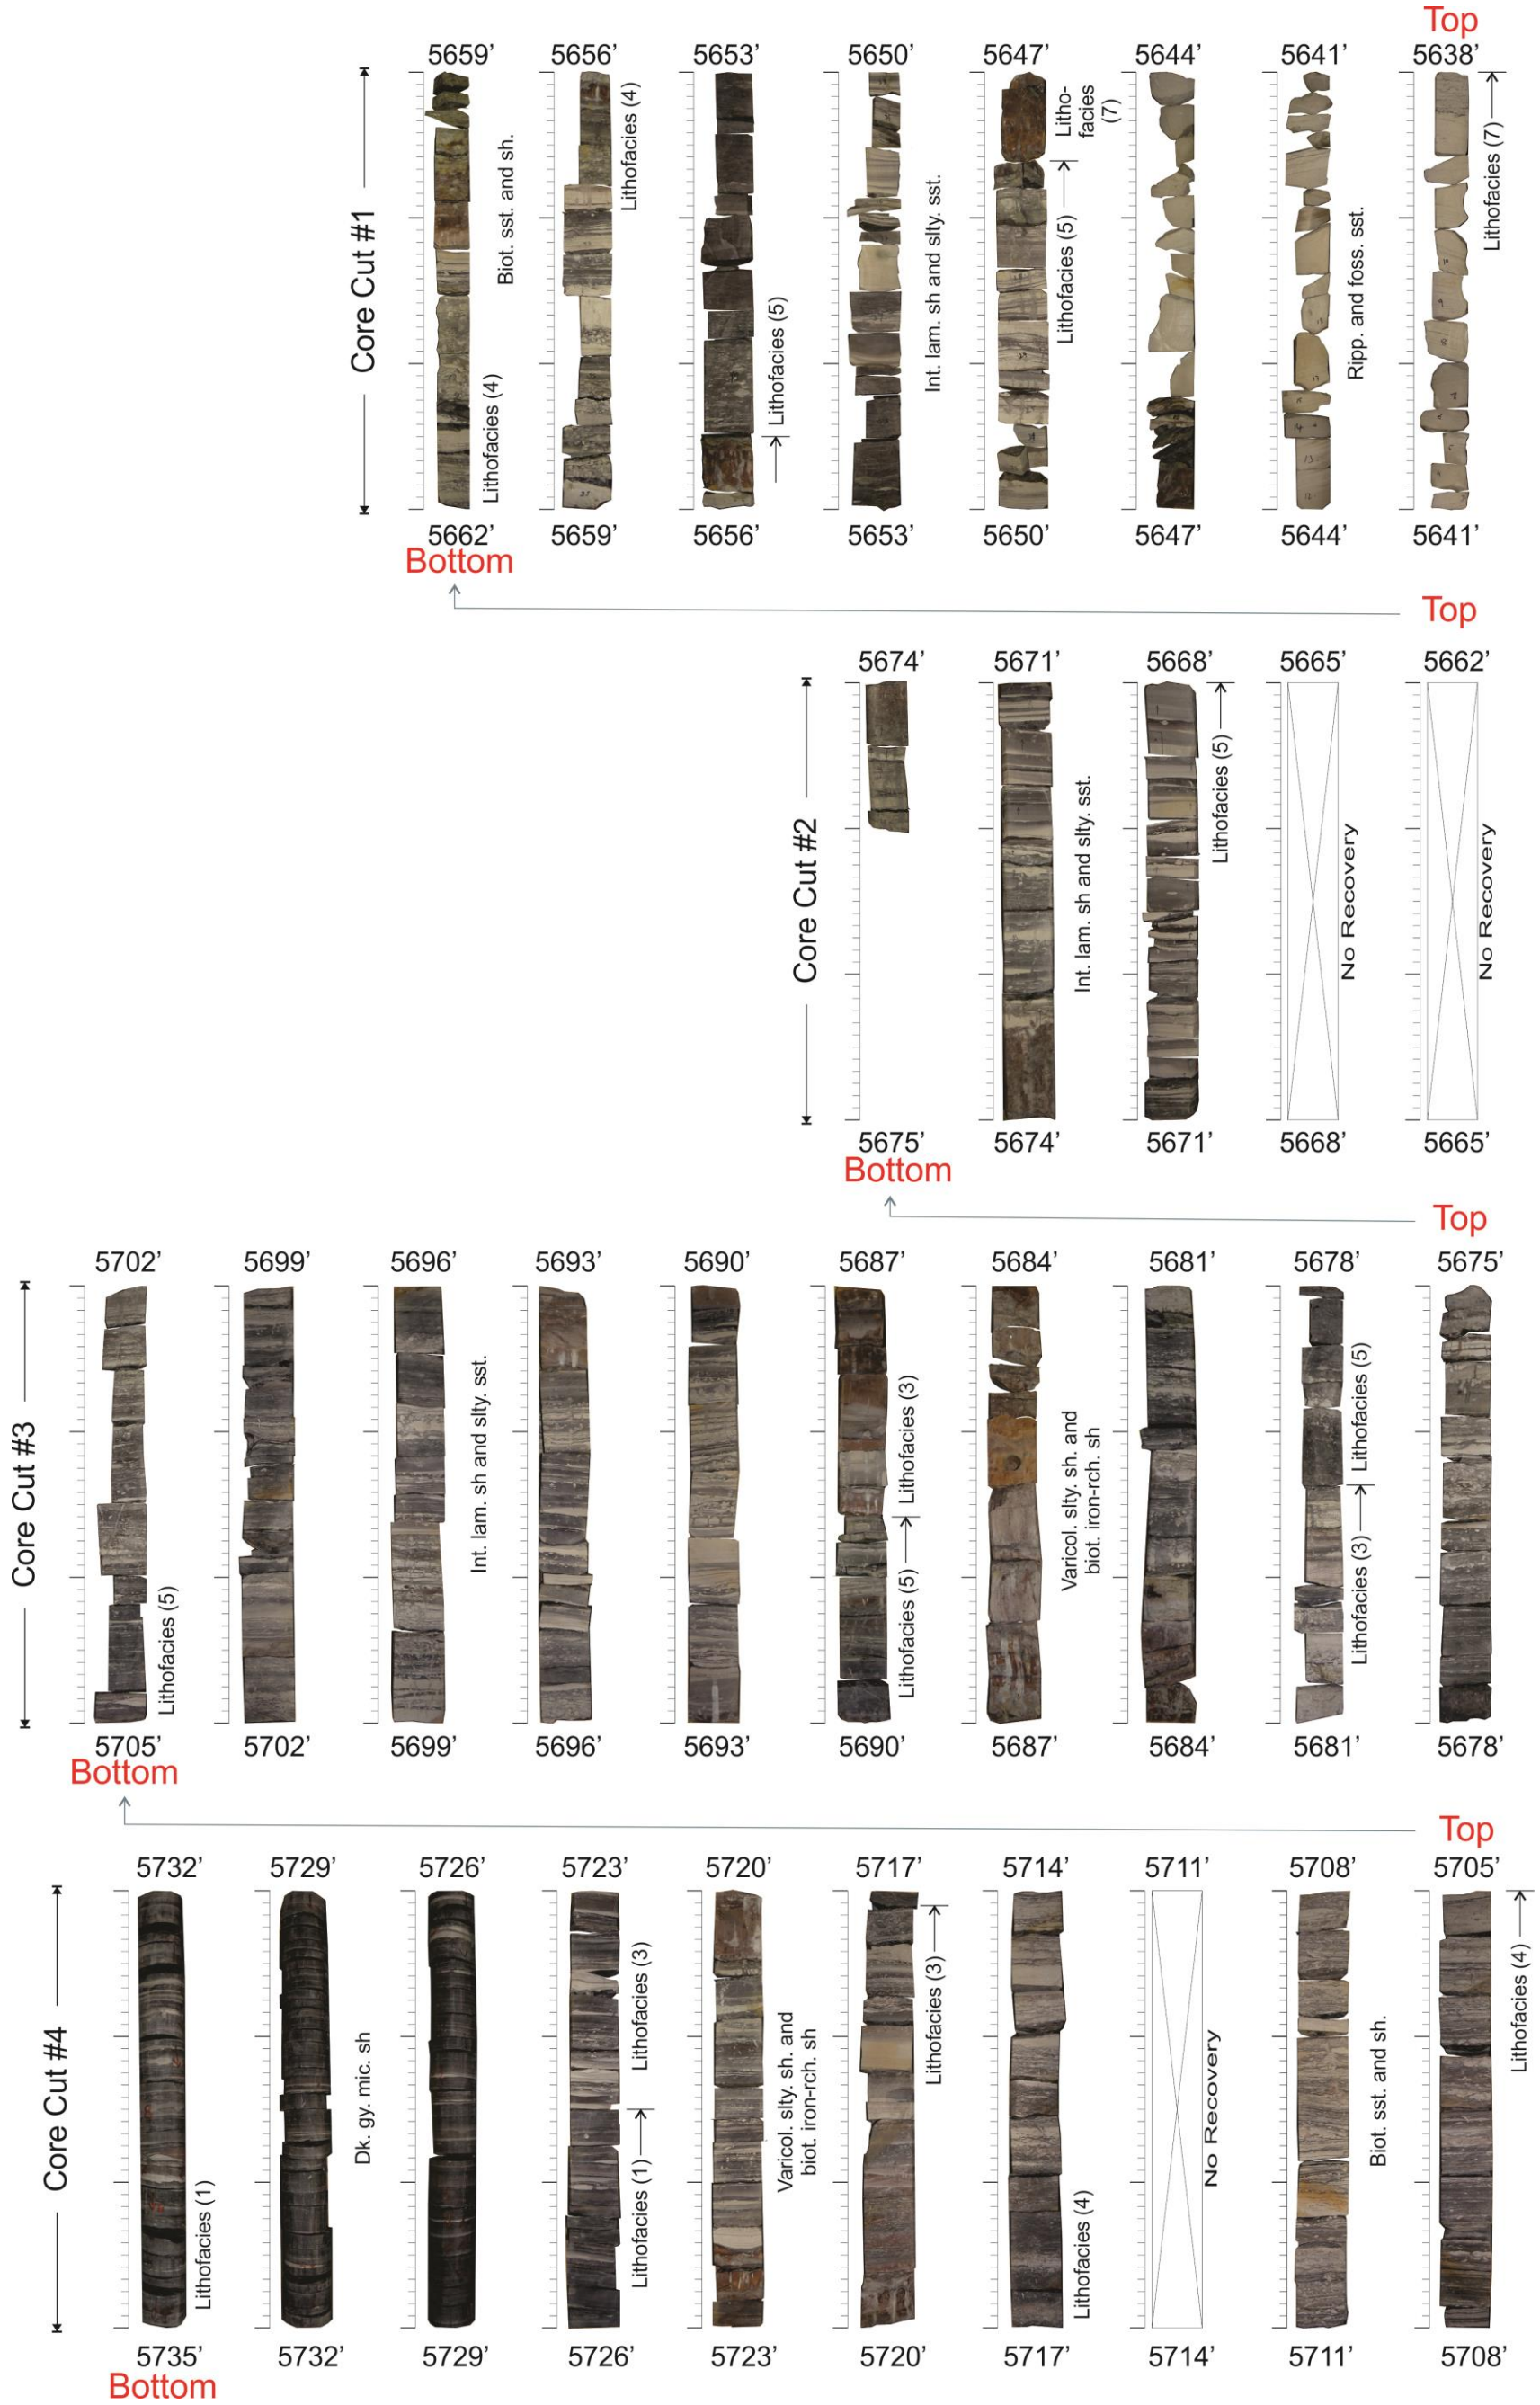 Top
5659’ 5656’ 5653’ 5650’ 5647’ 5644’ 5641’ 5638’
Core Cut #1
Lithofacies (4)
Biot. sst. and sh.
Lithofacies (4)
Lithofacies (5)
Int. lam. sh and slty. sst.
Lithofacies (5)
Litho-
facies
(7)
Ripp. and foss. sst.
Lithofacies (7)
5662’ 5659’ 5656’ 5653’ 5650’ 5647’ 5644’ 5641’
Bottom
Top
5674’ 5671’ 5668’ 5665’ 5662’
Core Cut #2
Int. lam. sh and slty. sst.
Lithofacies (5)
No Recovery
No Recovery
5675’ 5674’ 5671’ 5668’ 5665’
Bottom
Top
5702’ 5699’ 5696’ 5693’ 5690’ 5687’ 5684’ 5681’ 5678’ 5675’
Core Cut #3
Lithofacies (5)
Int. lam. sh and slty. sst.
Lithofacies (5)
Lithofacies (3)
Varicol. slty. sh. and
biot. iron-rch. sh
Lithofacies (3)
Lithofacies (5)
5705’ 5702’ 5699’ 5696’ 5693’ 5690’ 5687’ 5684’ 5681’ 5678’
Bottom
Top
5732’ 5729’ 5726’ 5723’ 5720’ 5717’ 5714’ 5711’ 5708’ 5705’
Core Cut #4
Lithofacies (1)
Dk. gy. mic. sh
Lithofacies (1)
Lithofacies (3)
Varicol. slty. sh. and
biot. iron-rch. sh
Lithofacies (3)
Lithofacies (4)
No Recovery
Biot. sst. and sh.
Lithofacies (4)
5735’ 5732’ 5729’ 5726’ 5723’ 5720’ 5717’ 5714’ 5711’ 5708’
Bottom